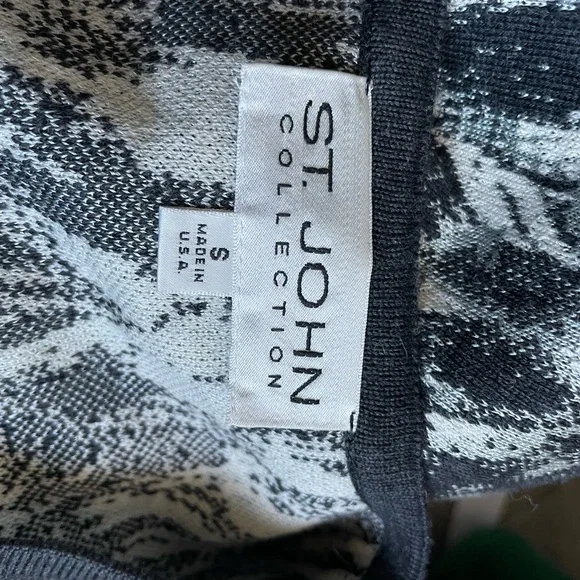 ST. JOHN
COLLECTION
S
MADE IN
U.S.A.